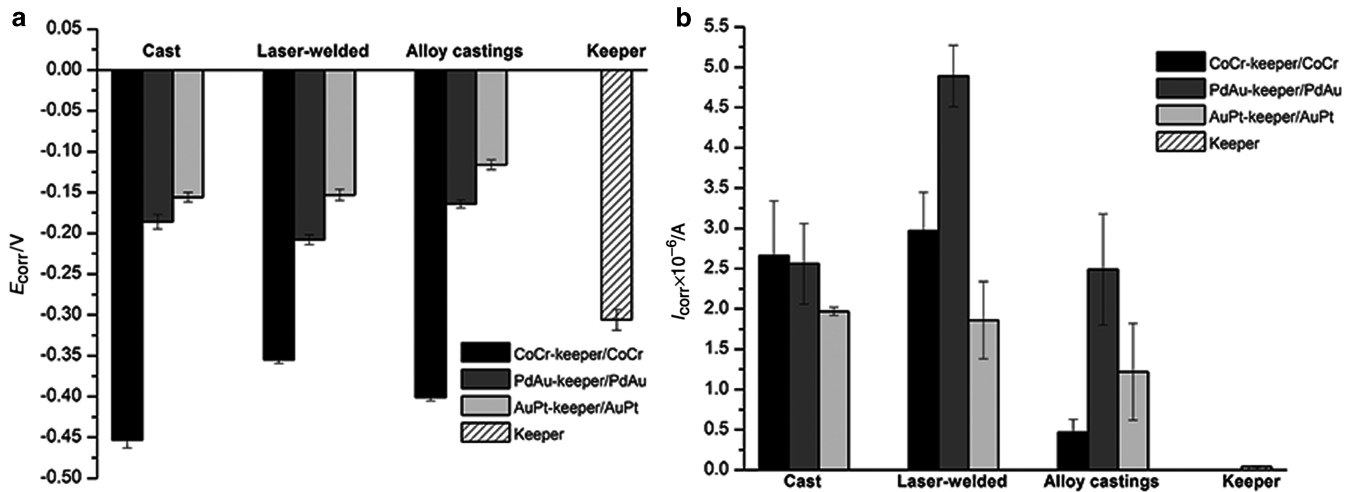 a
0.05
0.00
-0.05
-0.10
-0.15
-0.20
-0.25
-0.30
-0.35
-0.40
-0.45
-0.50
Ecorr/V
Cast Laser-welded Alloy castings Keeper
CoCr-keeper/CoCr
PdAu-keeper/PdAu
AuPt-keeper/AuPt
Keeper
b
5.5
5.0
4.5
4.0
3.5
3.0
2.5
2.0
1.5
1.0
0.5
0.0
Icorr×10⁻⁶/A
CoCr-keeper/CoCr
PdAu-keeper/PdAu
AuPt-keeper/AuPt
Keeper
Cast Laser-welded Alloy castings Keeper